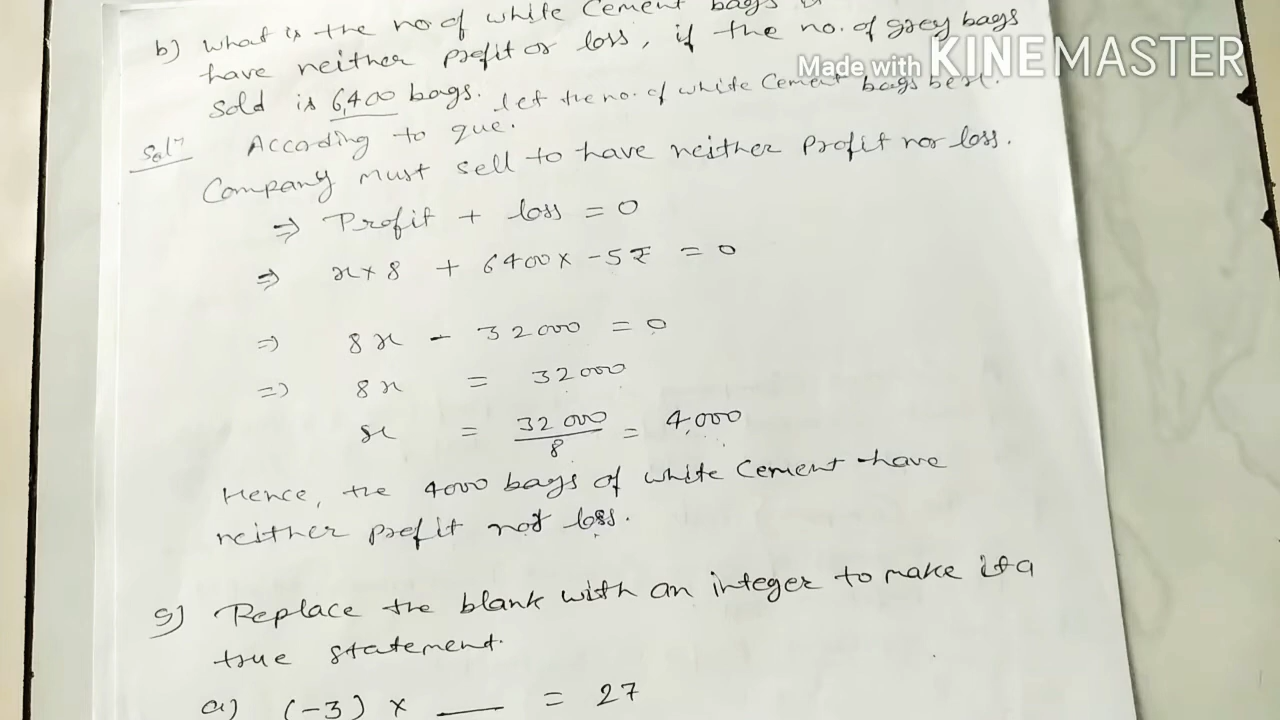 b) What is the no. of white Cement bags
have neither profit or loss, if the no. of grey bags
sold is 6,400 bags. let the no. of white Cement bags be x.
Made with KINEMASTER
Solⁿ According to que.
Company must sell to have neither Profit nor loss.
⇒ Profit + loss = 0
⇒ x × 8 + 6400 × -5₹ = 0
⇒ 8x - 32000 = 0
⇒ 8x = 32000
x = 32000/8 = 4,000
Hence, the 4000 bags of white Cement have
neither profit not loss.
9) Replace the blank with an integer to make it a
true statement.
a) (-3) × ___ = 27